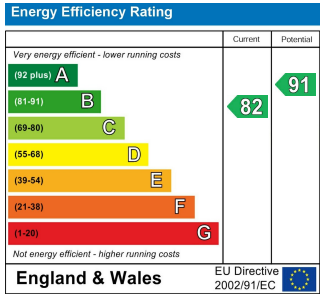 Energy Efficiency Rating
Current Potential
Very energy efficient - lower running costs
(92 plus) A
(81-91) B
(69-80) C
(55-68) D
(39-54) E
(21-38) F
(1-20) G
82
91
Not energy efficient - higher running costs
England & Wales
EU Directive
2002/91/EC